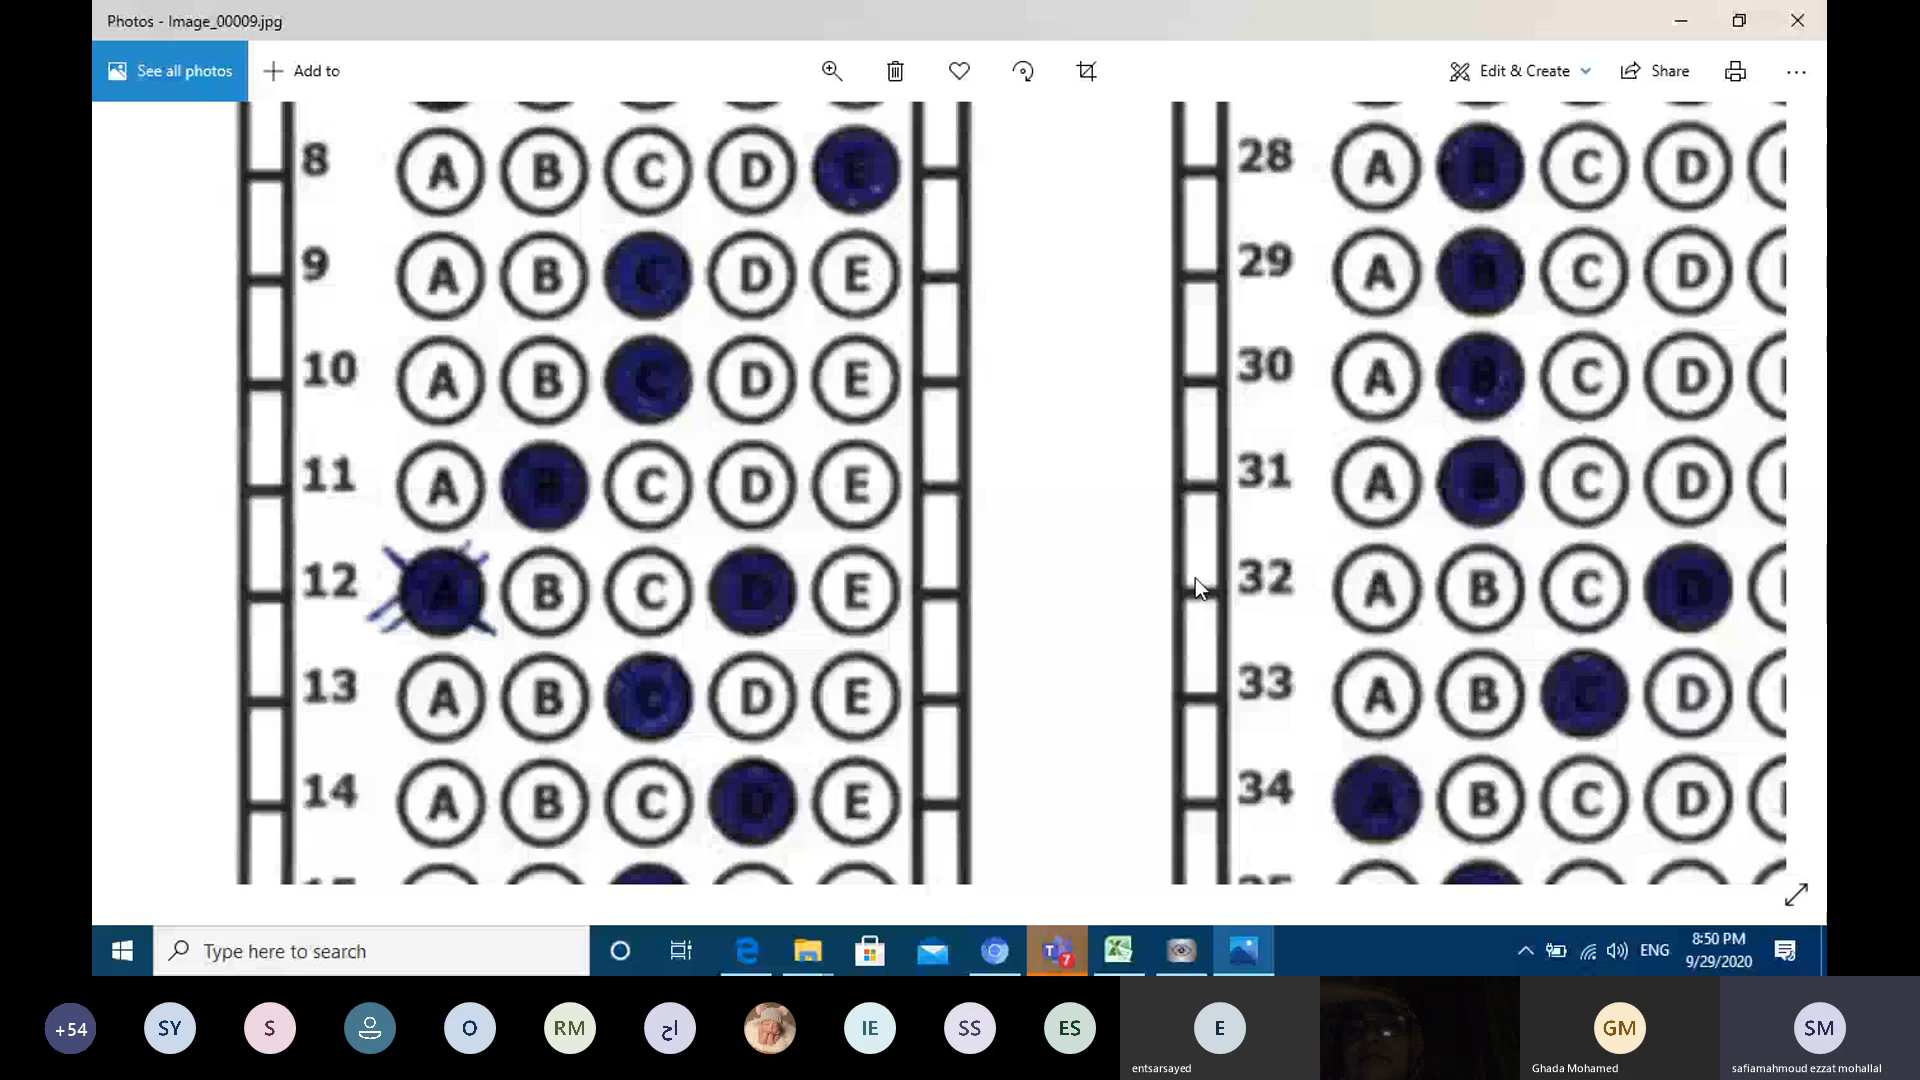 Photos - Image_00009.jpg
See all photos
Add to
Edit & Create
Share
8 A B C D E
28 A B C D
9 A B C D E
29 A B C D
10 A B C D E
30 A B C D
11 A B C D E
31 A B C D
12 A B C D E
32 A B C D
13 A B C D E
33 A B C D
14 A B C D E
34 A B C D
Type here to search
7
ENG
8:50 PM
9/29/2020
+54
SY
S
O
RM
اج
IE
SS
ES
E
entsarsayed
GM
Ghada Mohamed
SM
safiamahmoud ezzat mohallal